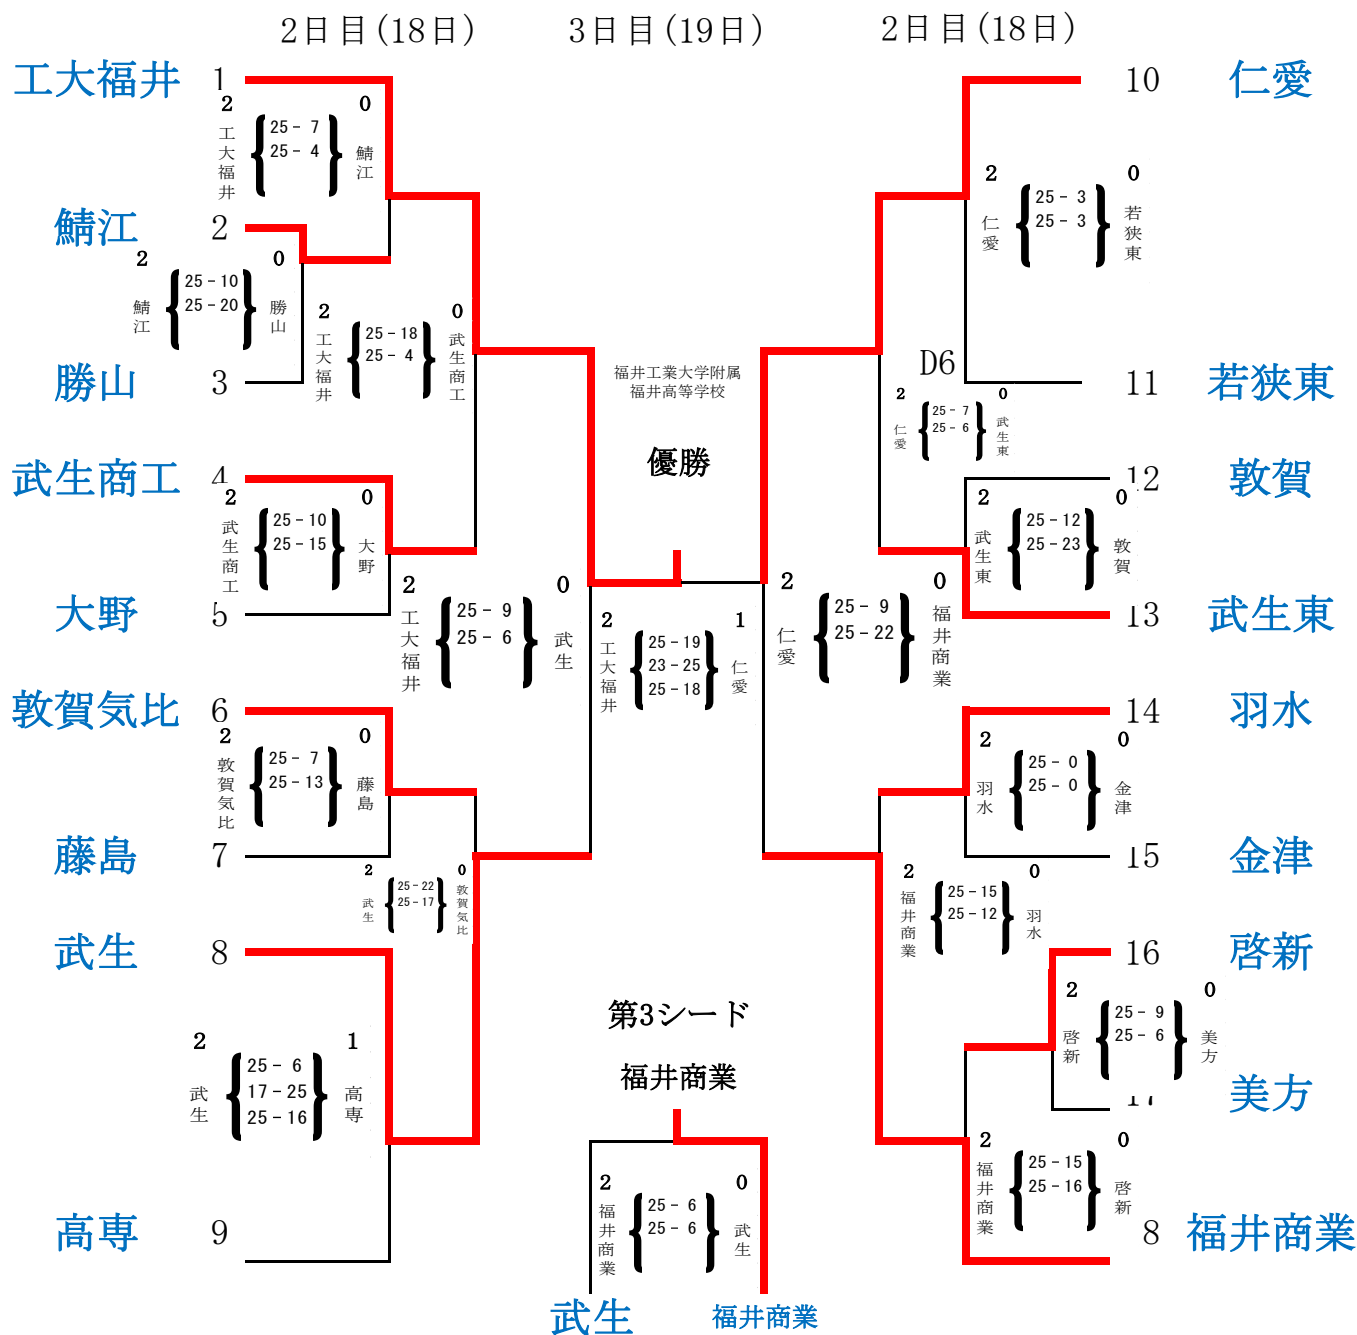 2日目(18日)
3日目(19日)
2日目(18日)
工大福井 1
2 0
工大福井
25 - 7
25 - 4
鯖江
鯖江 2
2 0
鯖江
25 - 10
25 - 20
勝山
勝山 3
2 0
工大福井
25 - 18
25 - 4
武生商工
武生商工 4
2 0
武生商工
25 - 10
25 - 15
大野
大野 5
2 0
工大福井
25 - 9
25 - 6
武生
敦賀気比 6
2 0
敦賀気比
25 - 7
25 - 13
藤島
藤島 7
2 0
武生
25 - 22
25 - 17
敦賀気比
武生 8
2 1
武生
25 - 6
17 - 25
25 - 16
高専
高専 9
福井工業大学附属
福井高等学校
優勝
2 1
工大福井
25 - 19
23 - 25
25 - 18
仁愛
第3シード
福井商業
2 0
福井商業
25 - 6
25 - 6
武生
武生
福井商業
10 仁愛
2 0
仁愛
25 - 3
25 - 3
若狭東
11 若狭東
D6
2 0
仁愛
25 - 7
25 - 6
武生東
12 敦賀
2 0
武生東
25 - 12
25 - 23
敦賀
13 武生東
2 0
仁愛
25 - 9
25 - 22
福井商業
14 羽水
2 0
羽水
25 - 0
25 - 0
金津
15 金津
2 0
福井商業
25 - 15
25 - 12
羽水
16 啓新
2 0
啓新
25 - 9
25 - 6
美方
17 美方
2 0
福井商業
25 - 15
25 - 16
啓新
8 福井商業